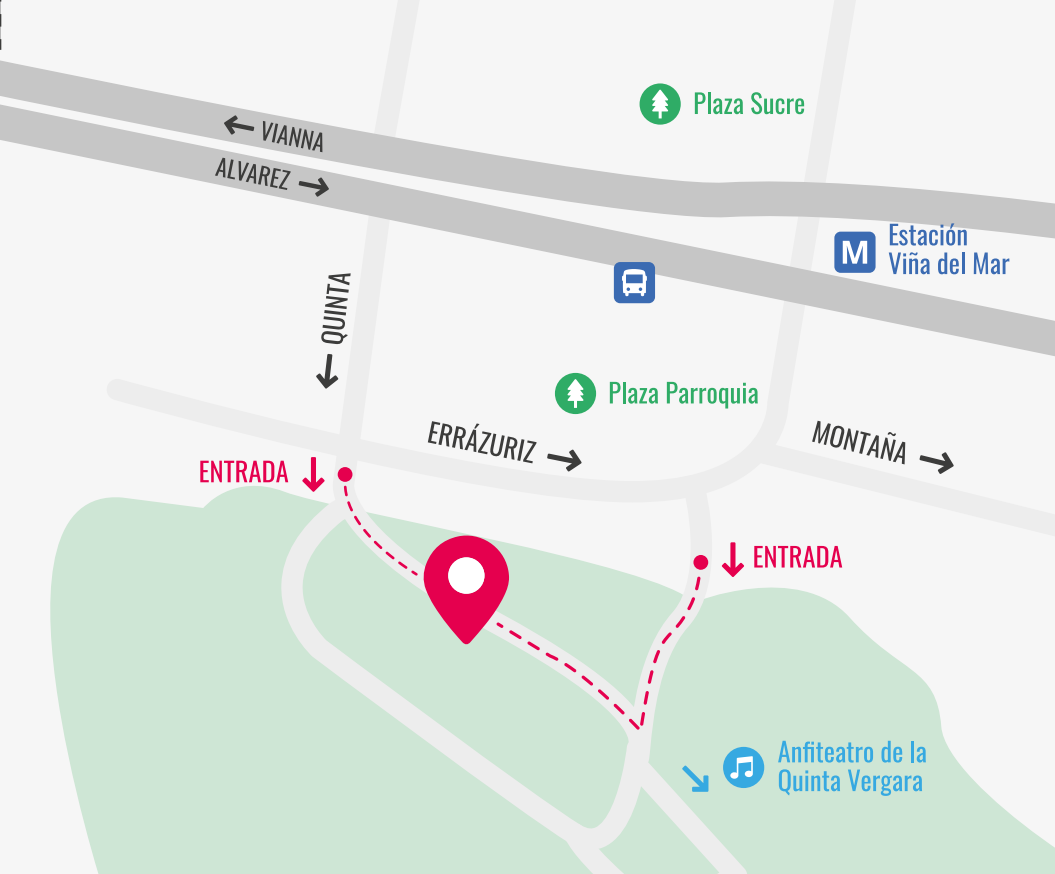 Plaza Sucre
VIANNA
ALVAREZ
Estación
Viña del Mar
M
QUINTA
Plaza Parroquia
ERRÁZURIZ
MONTAÑA
ENTRADA
ENTRADA
Anfiteatro de la
Quinta Vergara